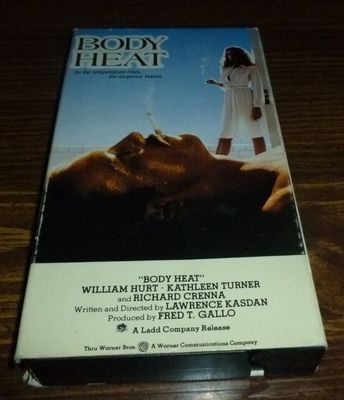 BODY
HEAT
As the temperature rises,
the suspense begins.
"BODY HEAT"
WILLIAM HURT · KATHLEEN TURNER
and RICHARD CRENNA
Written and Directed by LAWRENCE KASDAN
Produced by FRED T. GALLO
A Ladd Company Release
Thru Warner Bros. A Warner Communications Company